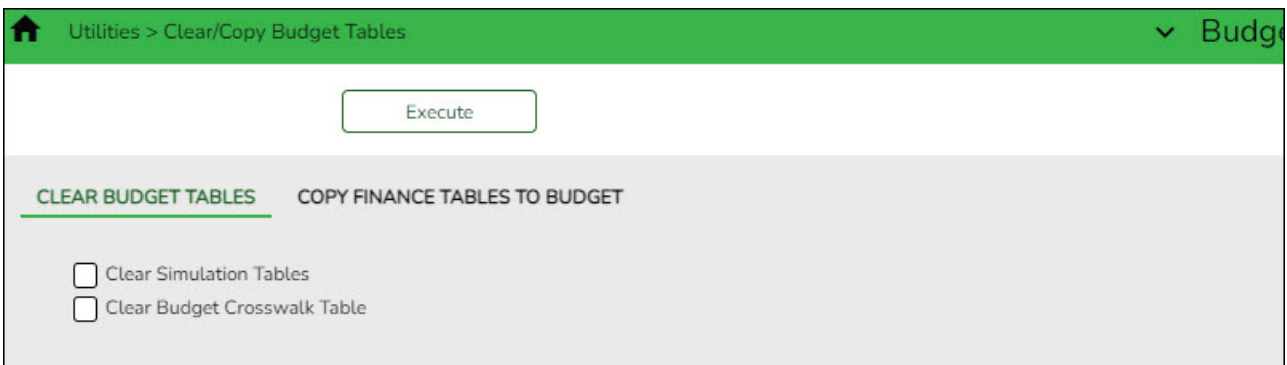 Utilities > Clear/Copy Budget Tables
Budge
Execute
CLEAR BUDGET TABLES COPY FINANCE TABLES TO BUDGET
Clear Simulation Tables
Clear Budget Crosswalk Table